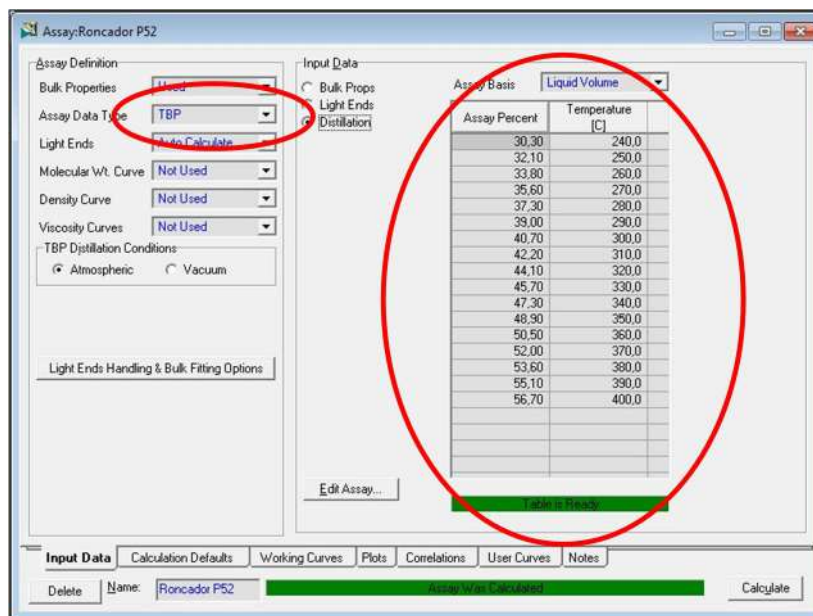 Assay:Roncador P52
Assay Definition
Bulk Properties Used
Assay Data Type TBP
Light Ends Auto Calculate
Molecular Wt. Curve Not Used
Density Curve Not Used
Viscosity Curves Not Used
TBP Distillation Conditions
Atmospheric Vacuum
Light Ends Handling & Bulk Fitting Options
Input Data
Bulk Props
Light Ends
Distillation
Assay Basis Liquid Volume
Assay Percent Temperature [C]
30,30 240,0
32,10 250,0
33,80 260,0
35,60 270,0
37,30 280,0
39,00 290,0
40,70 300,0
42,20 310,0
44,10 320,0
45,70 330,0
47,30 340,0
48,90 350,0
50,50 360,0
52,00 370,0
53,60 380,0
55,10 390,0
56,70 400,0
Edit Assay...
Table is Ready
Input Data Calculation Defaults Working Curves Plots Correlations User Curves Notes
Delete Name: Roncador P52 Assay Was Calculated Calculate